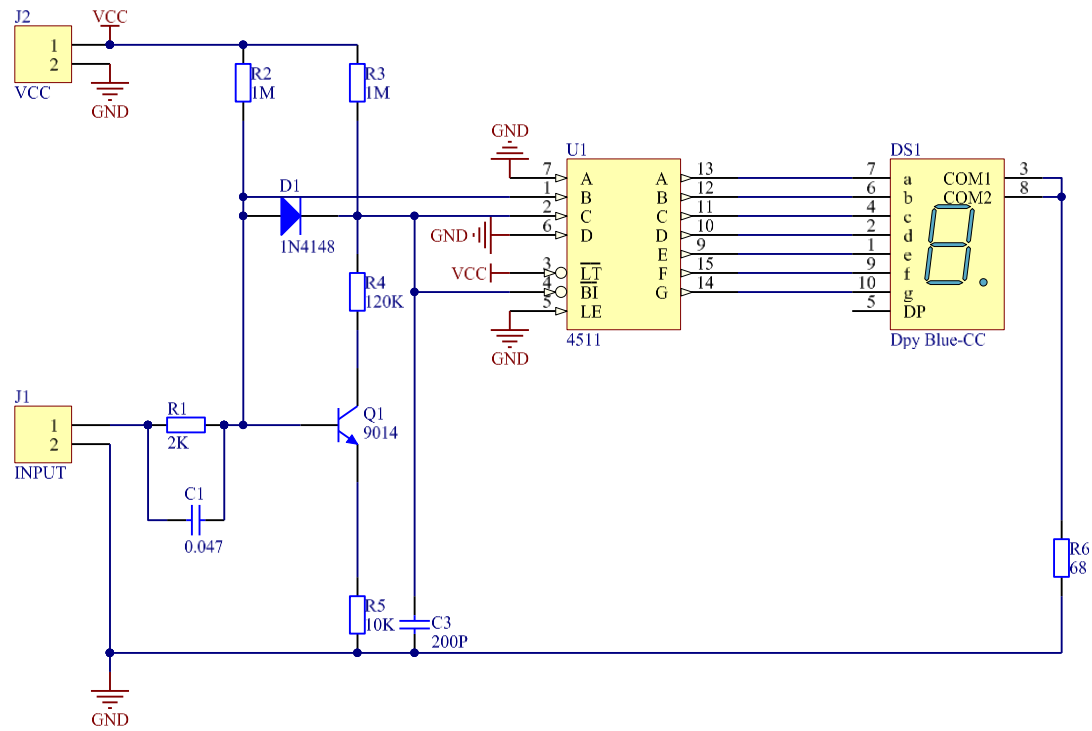 J2
VCC
1
2
VCC
GND
R2
1M
R3
1M
D1
1N4148
R4
120K
GND
GND
VCC
GND
U1
7 A A 13
1 B B 12
2 C C 11
6 D D 10
E 9
3 LT F 15
4 BI G 14
5 LE
4511
DS1
7 a COM1 3
6 b COM2 8
4 c
2 d
1 e
9 f
10 g
5 DP
Dpy Blue-CC
J1
1
2
INPUT
R1
2K
C1
0.047
Q1
9014
R5
10K
C3
200P
R6
68
GND